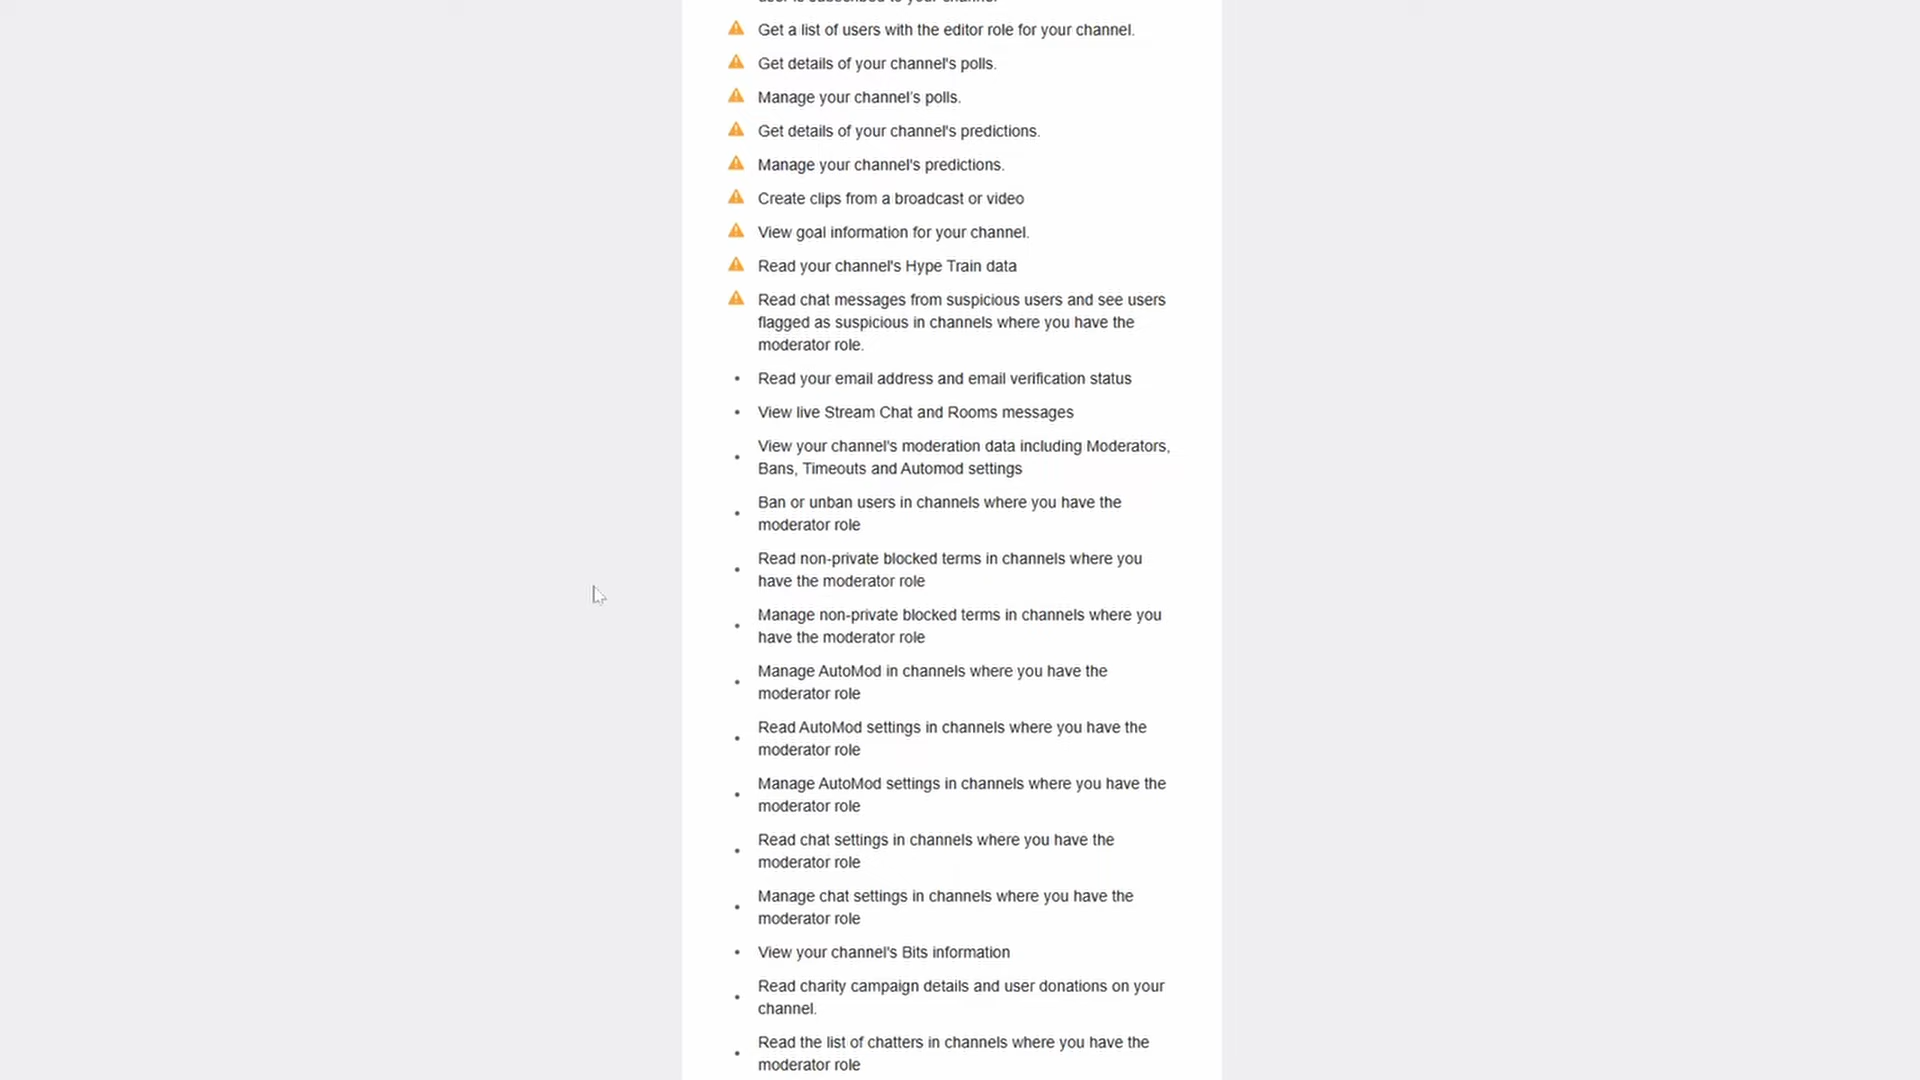 user is subscribed to your channel.
Get a list of users with the editor role for your channel.
Get details of your channel's polls.
Manage your channel's polls.
Get details of your channel's predictions.
Manage your channel's predictions.
Create clips from a broadcast or video
View goal information for your channel.
Read your channel's Hype Train data
Read chat messages from suspicious users and see users
flagged as suspicious in channels where you have the
moderator role.
Read your email address and email verification status
View live Stream Chat and Rooms messages
View your channel's moderation data including Moderators,
Bans, Timeouts and Automod settings
Ban or unban users in channels where you have the
moderator role
Read non-private blocked terms in channels where you
have the moderator role
Manage non-private blocked terms in channels where you
have the moderator role
Manage AutoMod in channels where you have the
moderator role
Read AutoMod settings in channels where you have the
moderator role
Manage AutoMod settings in channels where you have the
moderator role
Read chat settings in channels where you have the
moderator role
Manage chat settings in channels where you have the
moderator role
View your channel's Bits information
Read charity campaign details and user donations on your
channel.
Read the list of chatters in channels where you have the
moderator role